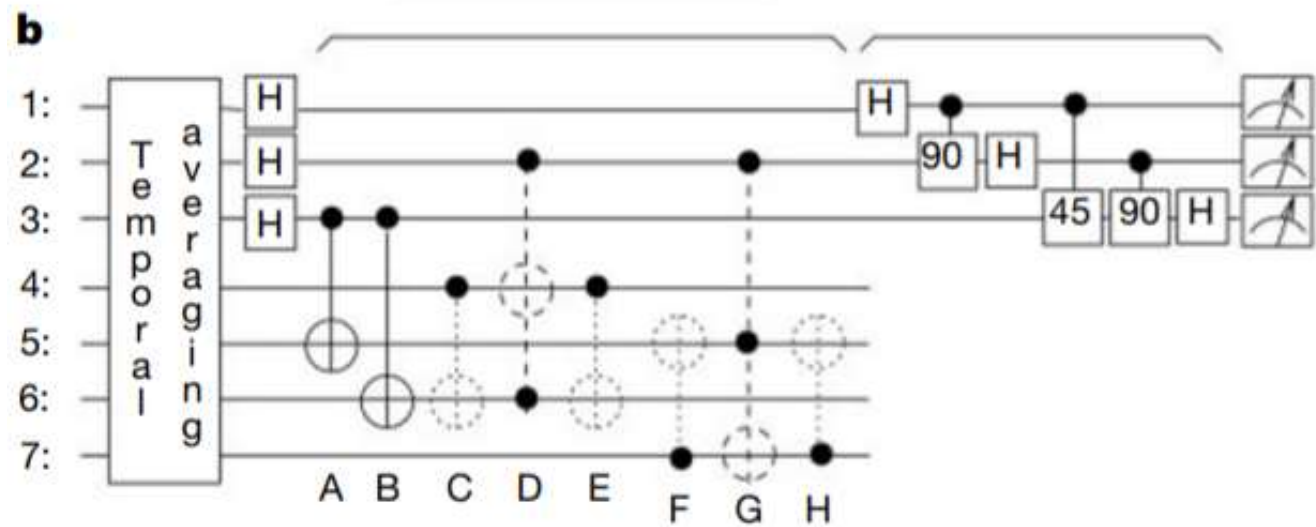 b
1: H H
2: H 90 H
3: H 45 90 H
4:
5:
6:
7:
Temporal
averaging
A B C D E F G H